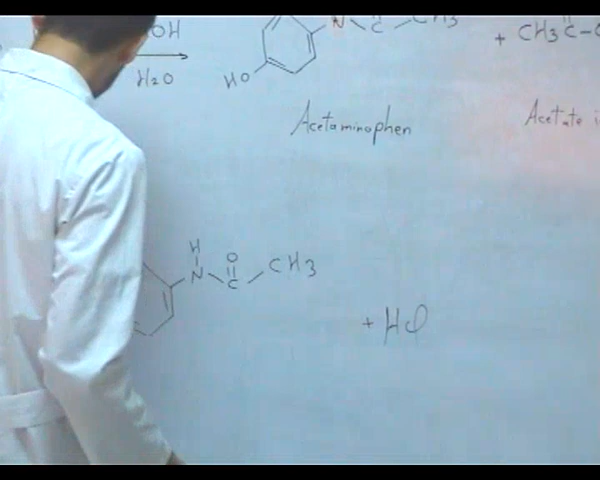 OH
H₂O
HO
N
C
CH3
+ CH3C-
Acetaminophen
Acetate i
H
O
N
C
CH3
+ HCl